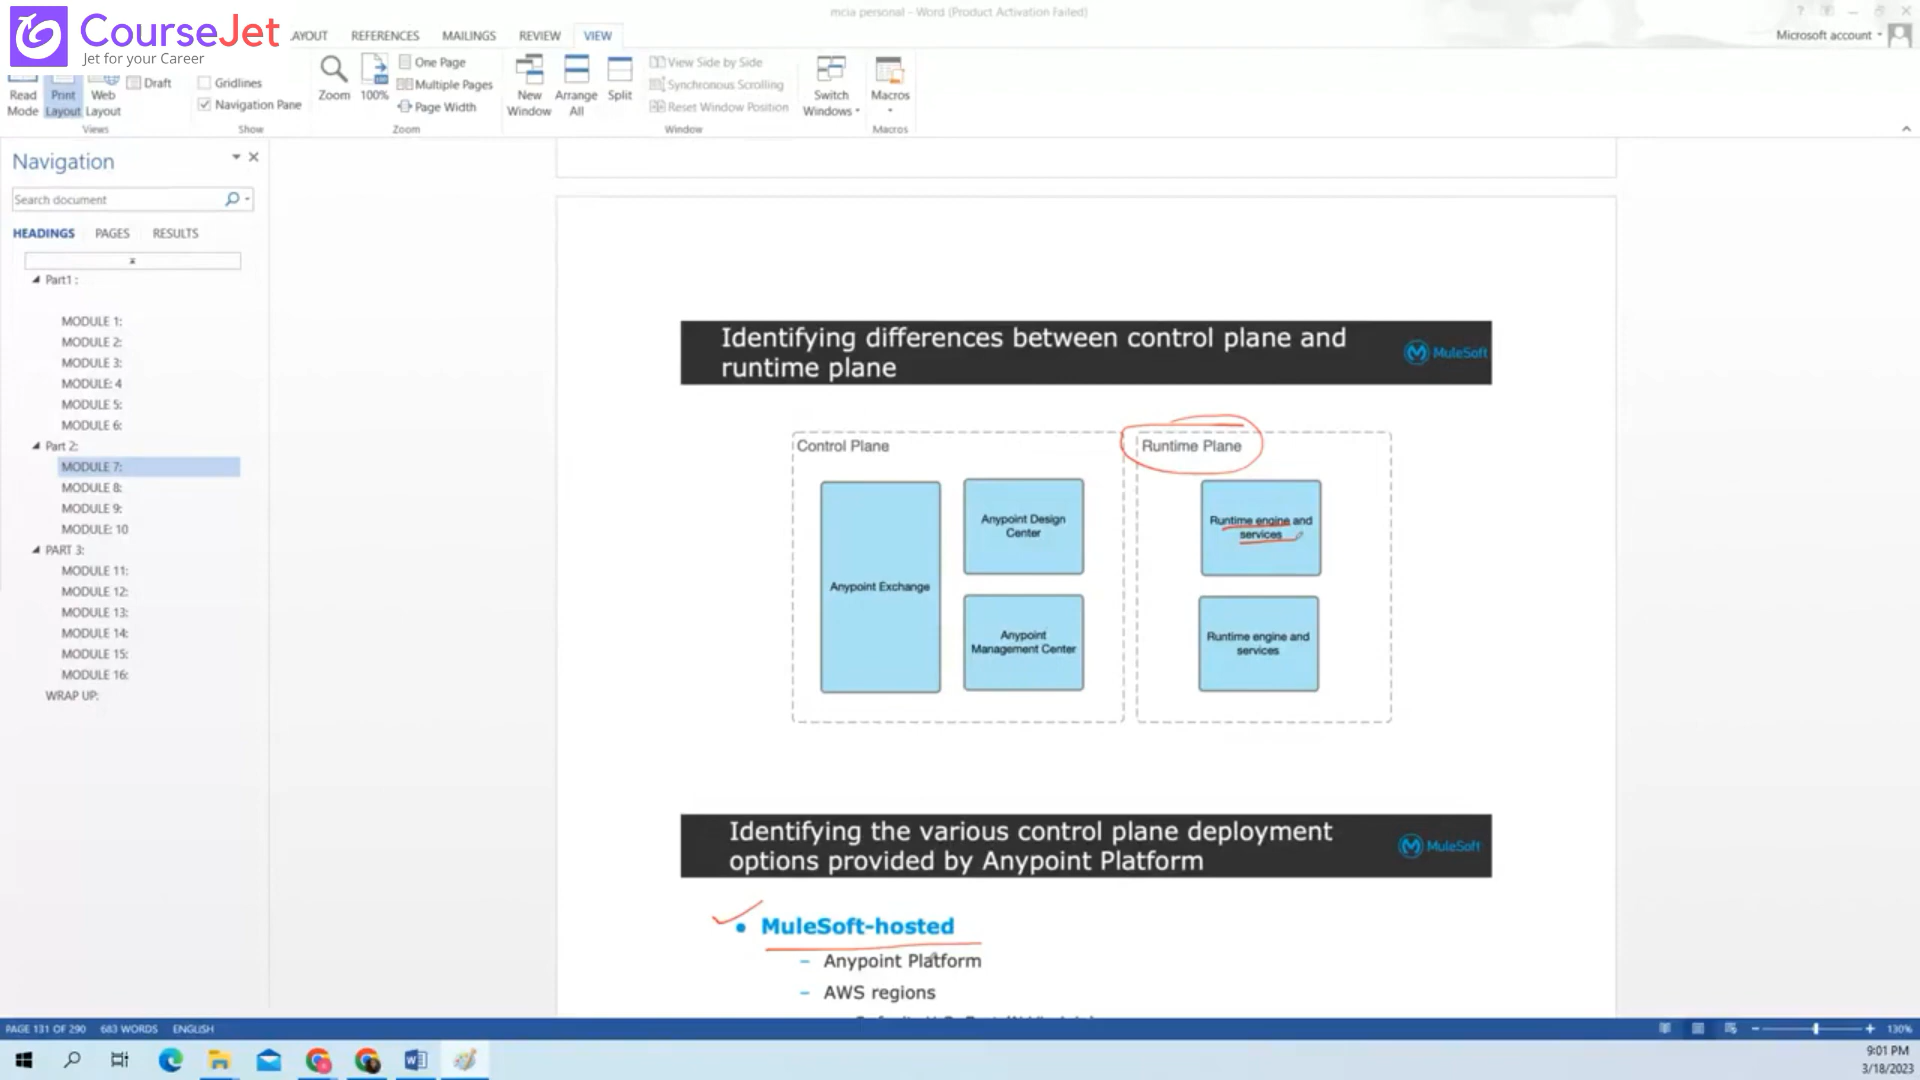 CourseJet
Jet for your Career
mcia personal - Word (Product Activation Failed)
AYOUT REFERENCES MAILINGS REVIEW VIEW
Microsoft account
Read Mode
Print Layout
Web Layout
Draft
Views
Gridlines
Navigation Pane
Show
Zoom
100%
One Page
Multiple Pages
Page Width
Zoom
New Window
Arrange All
Split
View Side by Side
Synchronous Scrolling
Reset Window Position
Window
Switch Windows
Macros
Macros
Navigation
Search document
HEADINGS PAGES RESULTS
Part1 :
MODULE 1:
MODULE 2:
MODULE 3:
MODULE: 4
MODULE 5:
MODULE 6:
Part 2:
MODULE 7:
MODULE 8:
MODULE 9:
MODULE: 10
PART 3:
MODULE 11:
MODULE 12:
MODULE 13:
MODULE 14:
MODULE 15:
MODULE 16:
WRAP UP:
Identifying differences between control plane and
runtime plane
MuleSoft
Control Plane
Runtime Plane
Anypoint Exchange
Anypoint Design
Center
Anypoint
Management Center
Runtime engine and
services
Runtime engine and
services
Identifying the various control plane deployment
options provided by Anypoint Platform
MuleSoft
• MuleSoft-hosted
– Anypoint Platform
– AWS regions
PAGE 131 OF 290 683 WORDS ENGLISH
130%
9:01 PM
3/18/2023